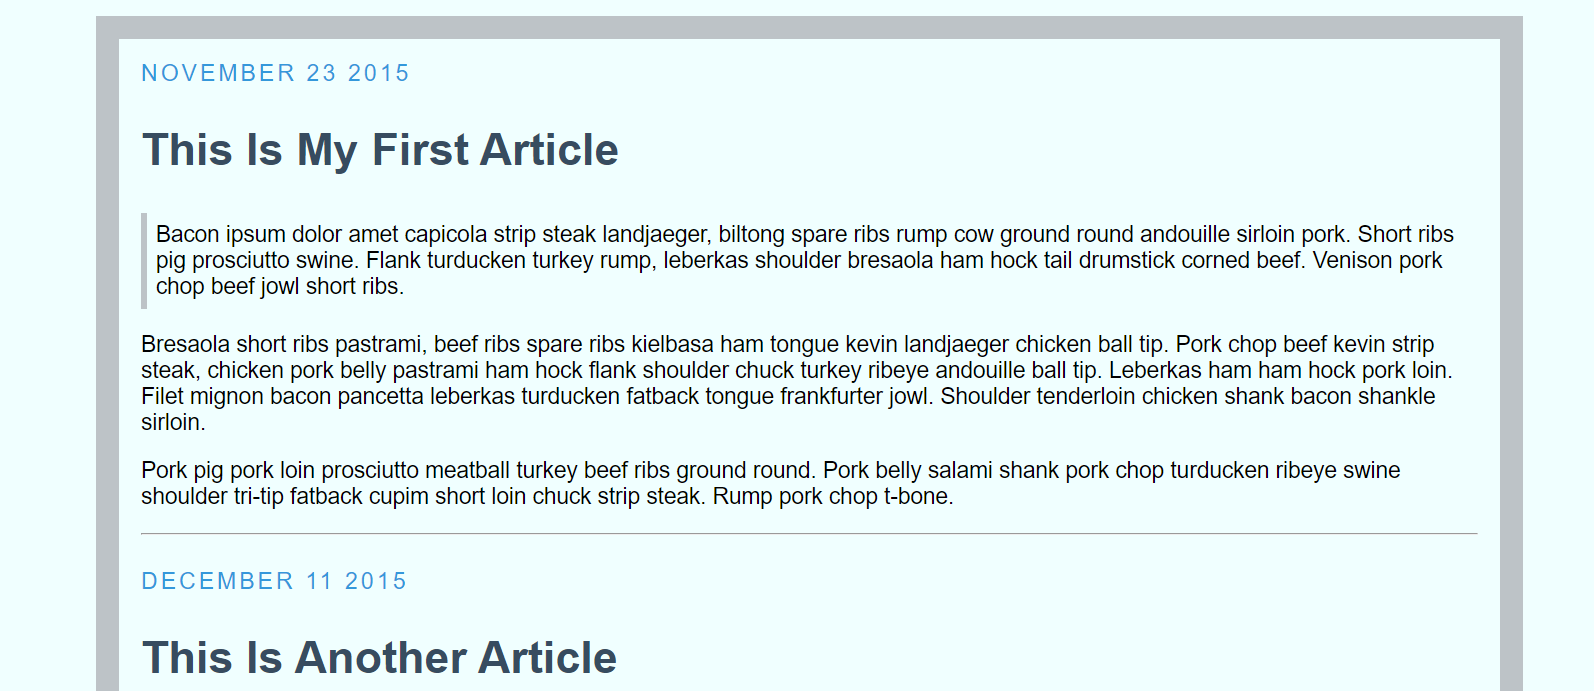 NOVEMBER 23 2015
This Is My First Article
Bacon ipsum dolor amet capicola strip steak landjaeger, biltong spare ribs rump cow ground round andouille sirloin pork. Short ribs
pig prosciutto swine. Flank turducken turkey rump, leberkas shoulder bresaola ham hock tail drumstick corned beef. Venison pork
chop beef jowl short ribs.
Bresaola short ribs pastrami, beef ribs spare ribs kielbasa ham tongue kevin landjaeger chicken ball tip. Pork chop beef kevin strip
steak, chicken pork belly pastrami ham hock flank shoulder chuck turkey ribeye andouille ball tip. Leberkas ham ham hock pork loin.
Filet mignon bacon pancetta leberkas turducken fatback tongue frankfurter jowl. Shoulder tenderloin chicken shank bacon shankle
sirloin.
Pork pig pork loin prosciutto meatball turkey beef ribs ground round. Pork belly salami shank pork chop turducken ribeye swine
shoulder tri-tip fatback cupim short loin chuck strip steak. Rump pork chop t-bone.
DECEMBER 11 2015
This Is Another Article